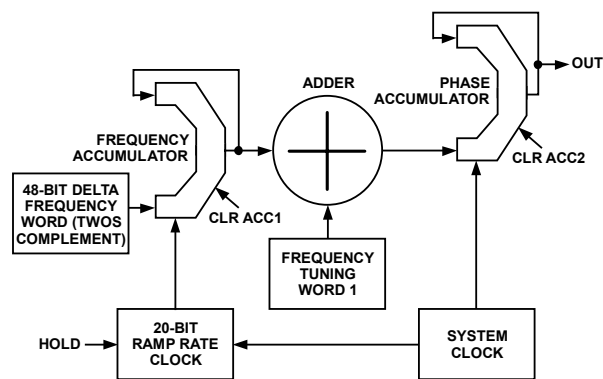 OUT
ADDER
PHASE
ACCUMULATOR
FREQUENCY
ACCUMULATOR
CLR ACC2
48-BIT DELTA
FREQUENCY
WORD (TWOS
COMPLEMENT)
CLR ACC1
FREQUENCY
TUNING
WORD 1
HOLD
20-BIT
RAMP RATE
CLOCK
SYSTEM
CLOCK